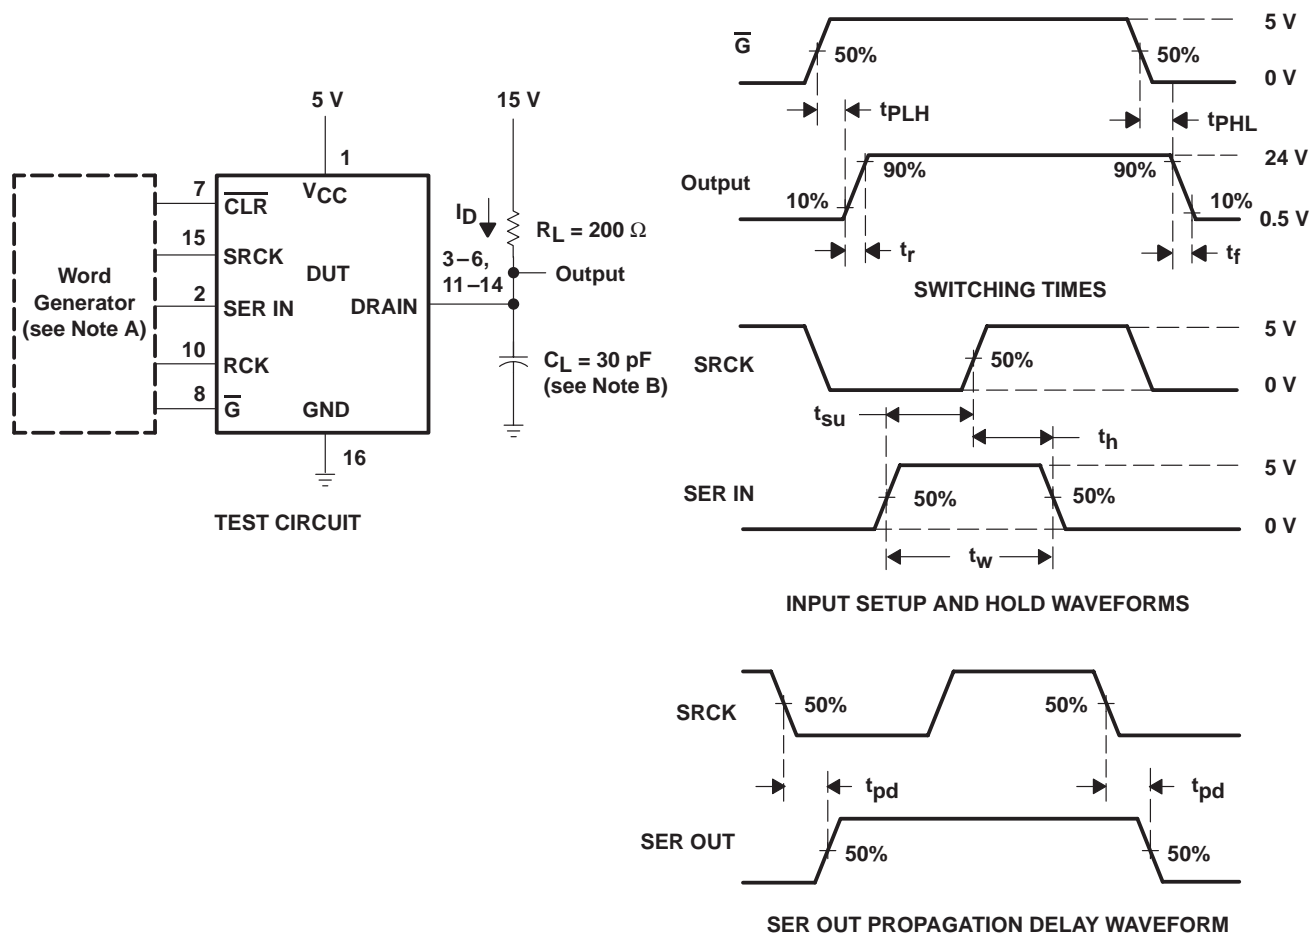 5 V
15 V
1
VCC
7
CLR
15
SRCK
2
SER IN
10
RCK
8
G
DUT
DRAIN
GND
16
Word
Generator
(see Note A)
ID
RL = 200 Ω
3–6,
11–14
Output
CL = 30 pF
(see Note B)
TEST CIRCUIT
G
50%
50%
5 V
0 V
tPLH
tPHL
Output
10%
90%
90%
10%
24 V
0.5 V
tr
tf
SWITCHING TIMES
SRCK
50%
5 V
0 V
tsu
th
SER IN
50%
50%
5 V
0 V
tw
INPUT SETUP AND HOLD WAVEFORMS
SRCK
50%
50%
tpd
tpd
SER OUT
50%
50%
SER OUT PROPAGATION DELAY WAVEFORM